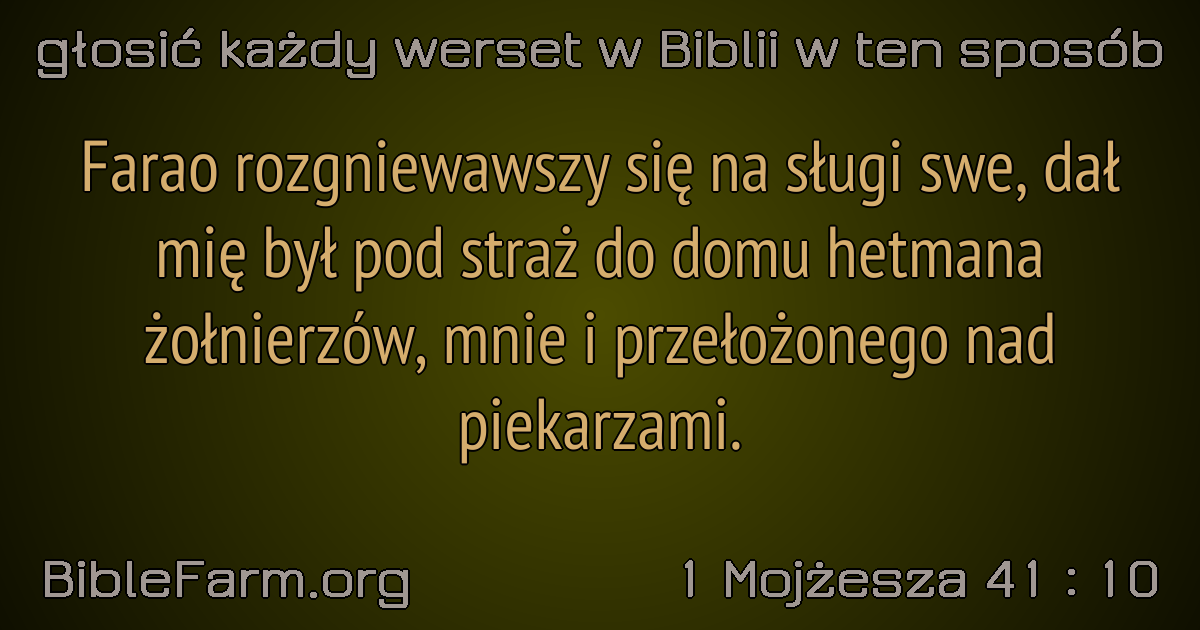 głosić każdy werset w Biblii w ten sposób
Farao rozgniewawszy się na sługi swe, dał
mię był pod straż do domu hetmana
żołnierzów, mnie i przełożonego nad
piekarzami.
BibleFarm.org
1 Mojżesza 41 : 10